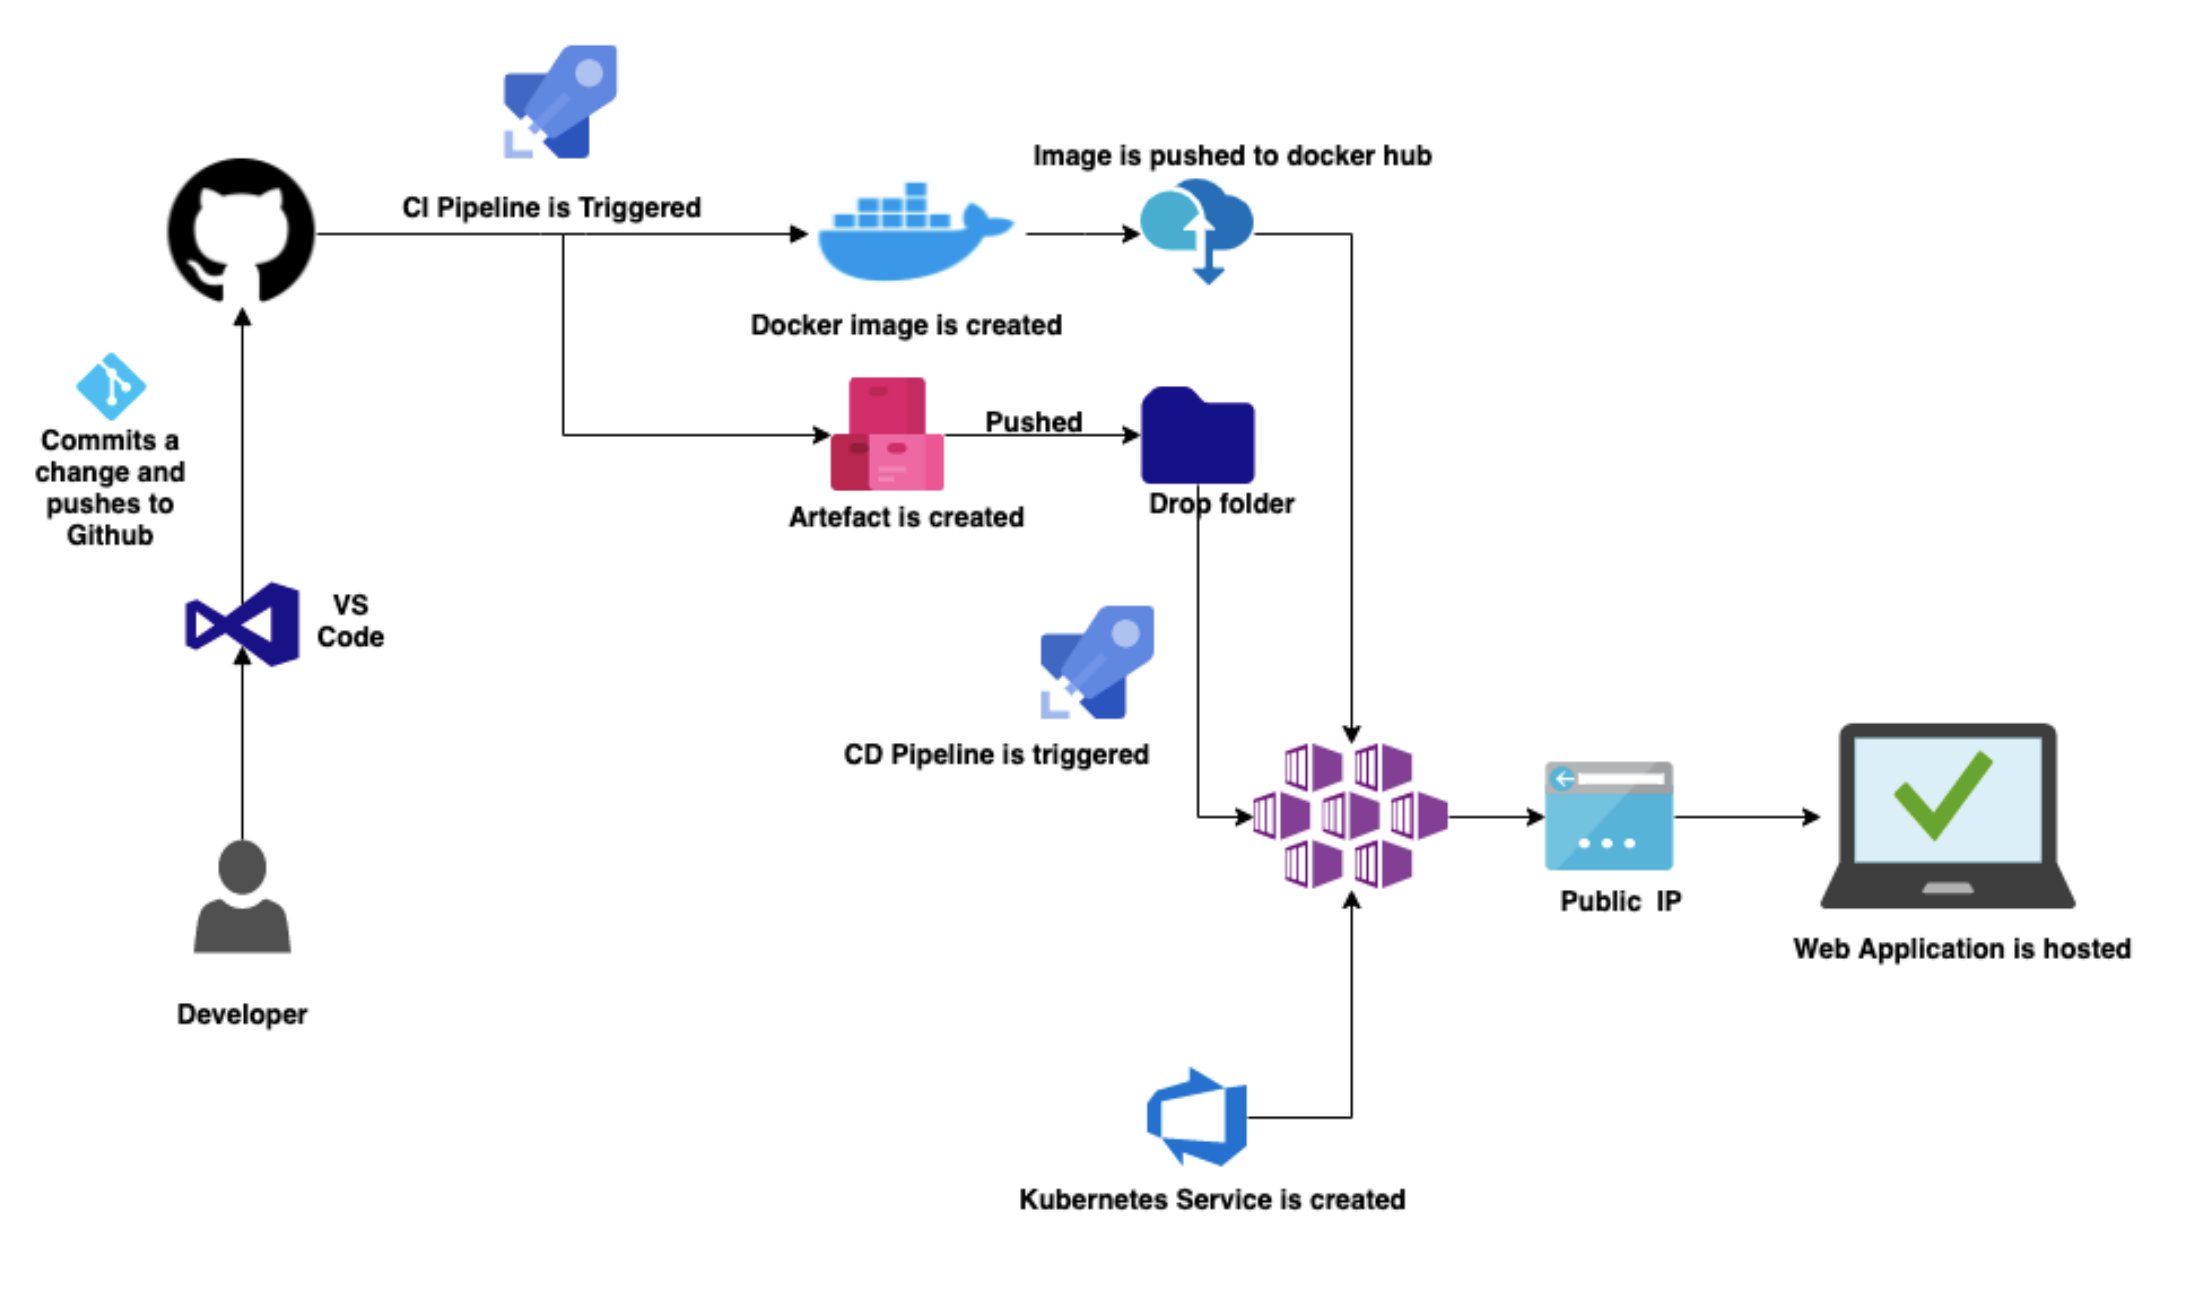 Image is pushed to docker hub
CI Pipeline is Triggered
Docker image is created
Commits a
change and
pushes to
Github
Pushed
Drop folder
Artefact is created
VS
Code
CD Pipeline is triggered
Public IP
Web Application is hosted
Developer
Kubernetes Service is created